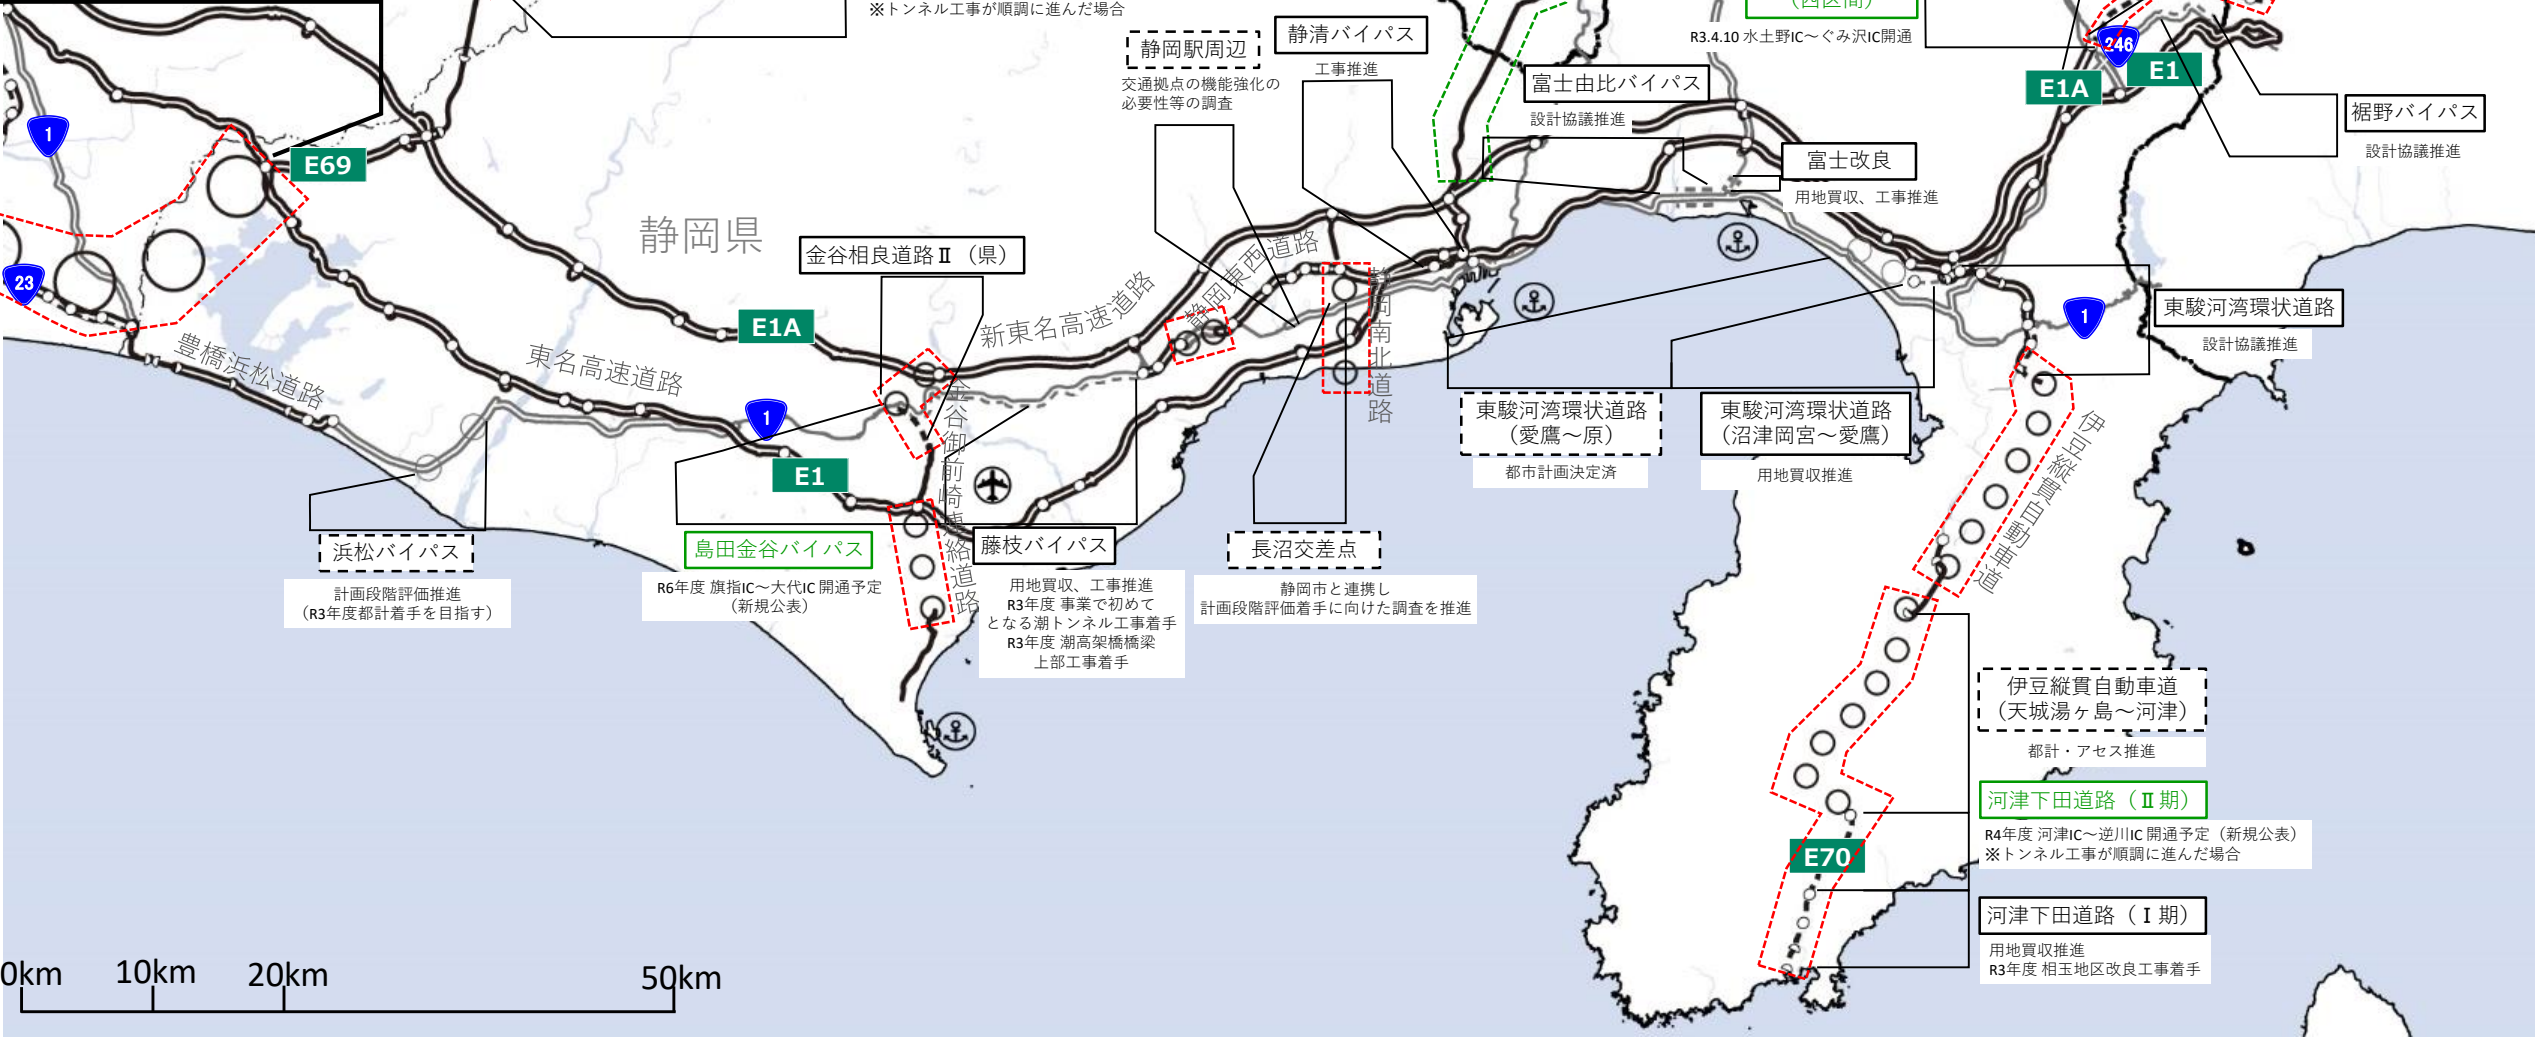 ※トンネル工事が順調に進んだ場合
静岡駅周辺
交通拠点の機能強化の
必要性等の調査
静清バイパス
工事推進
(西区間)
R3.4.10 水土野IC～ぐみ沢IC開通
246
E1A
E1
富士由比バイパス
設計協議推進
富士改良
用地買収、工事推進
裾野バイパス
設計協議推進
1
E69
23
静岡県
金谷相良道路Ⅱ（県）
新東名高速道路
静岡東西道路
静岡南北道路
E1A
豊橋浜松道路
東名高速道路
1
E1
金谷御前崎連絡道路
1
東駿河湾環状道路
設計協議推進
東駿河湾環状道路
（愛鷹～原）
都市計画決定済
東駿河湾環状道路
（沼津岡宮～愛鷹）
用地買収推進
伊豆縦貫自動車道
浜松バイパス
計画段階評価推進
（R3年度都計着手を目指す）
島田金谷バイパス
R6年度 旗指IC～大代IC 開通予定
（新規公表）
藤枝バイパス
用地買収、工事推進
R3年度 事業で初めて
となる潮トンネル工事着手
R3年度 潮高架橋橋梁
上部工事着手
長沼交差点
静岡市と連携し
計画段階評価着手に向けた調査を推進
伊豆縦貫自動車道
（天城湯ヶ島～河津）
都計・アセス推進
河津下田道路（Ⅱ期）
R4年度 河津IC～逆川IC 開通予定（新規公表）
※トンネル工事が順調に進んだ場合
E70
河津下田道路（Ⅰ期）
用地買収推進
R3年度 相玉地区改良工事着手
0km
10km
20km
50km